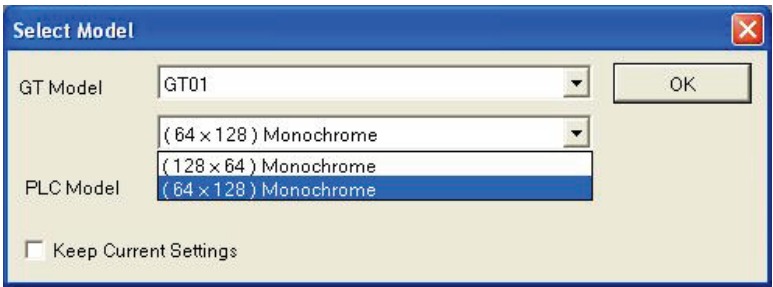 Select Model
GT Model
GT01
OK
( 64 × 128 ) Monochrome
( 128 × 64 ) Monochrome
PLC Model
( 64 × 128 ) Monochrome
Keep Current Settings